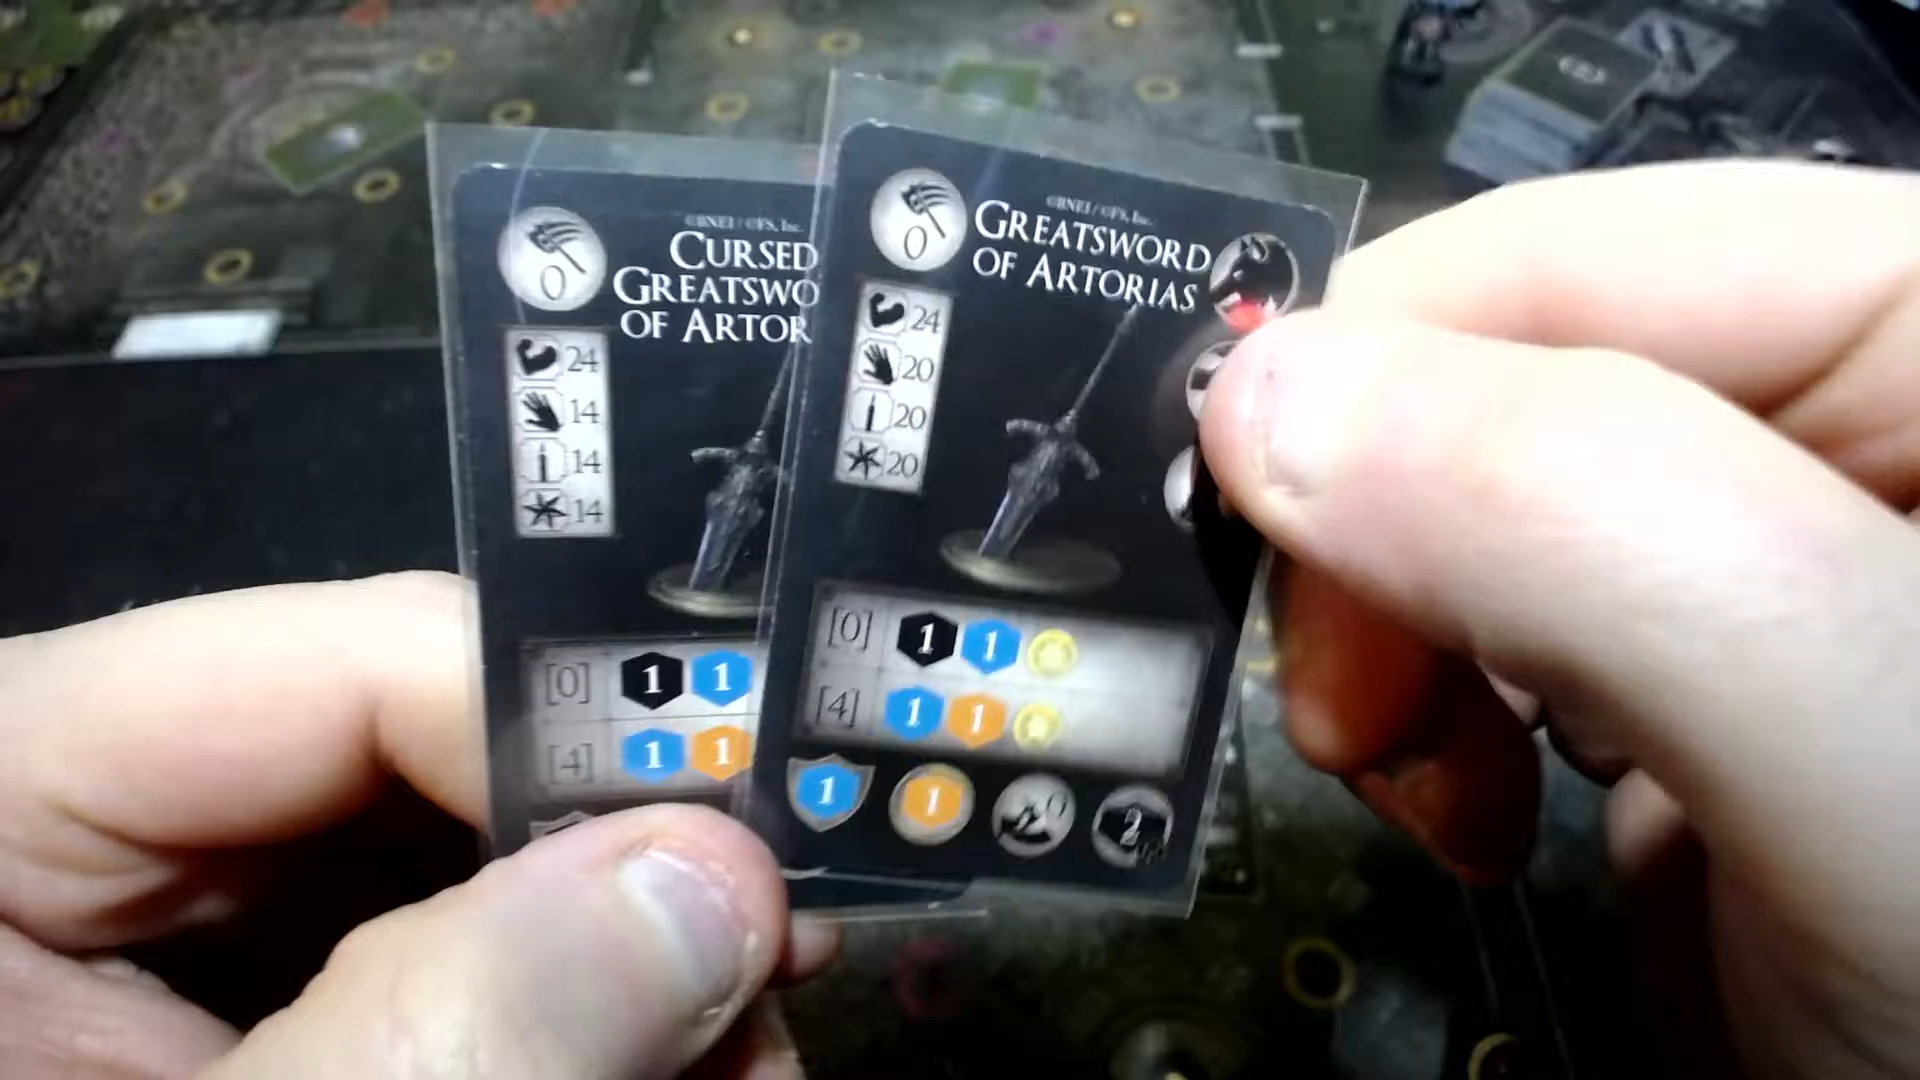 ©BNEI / ©FS, Inc.
CURSED
GREATSWO
OF ARTOR
0
24
14
14
14
[0] 1 1
[4] 1 1
©BNEI / ©FS, Inc.
GREATSWORD
OF ARTORIAS
0
24
20
20
20
[0] 1 1
[4] 1 1
1 1 0 2